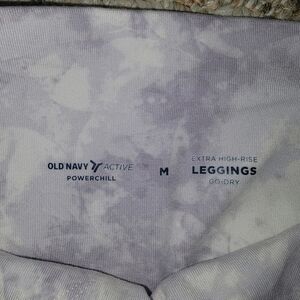 OLD NAVY ACTIVE
POWERCHILL
M
EXTRA HIGH-RISE
LEGGINGS
GO-DRY